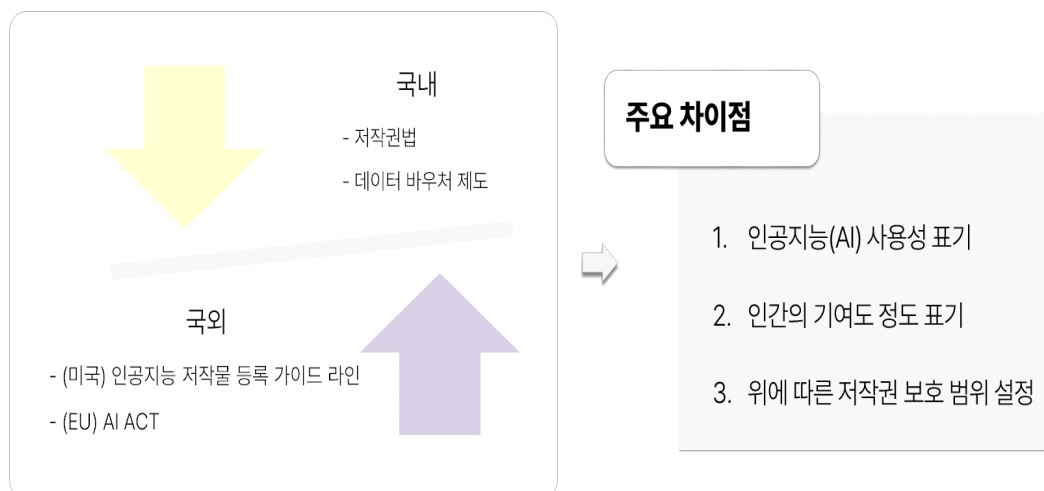 국내
- 저작권법
- 데이터 바우처 제도
국외
- (미국) 인공지능 저작물 등록 가이드 라인
- (EU) AI ACT
주요 차이점
1. 인공지능(AI) 사용성 표기
2. 인간의 기여도 정도 표기
3. 위에 따른 저작권 보호 범위 설정